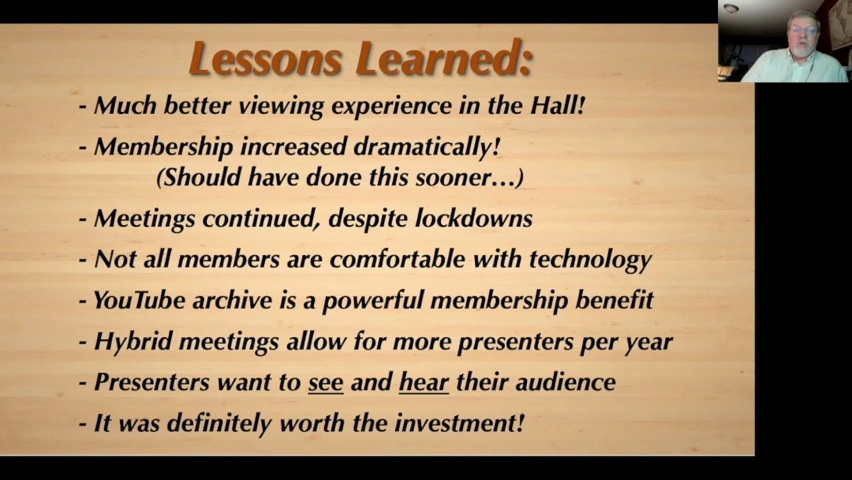 Lessons Learned:
- Much better viewing experience in the Hall!
- Membership increased dramatically!
(Should have done this sooner...)
- Meetings continued, despite lockdowns
- Not all members are comfortable with technology
- YouTube archive is a powerful membership benefit
- Hybrid meetings allow for more presenters per year
- Presenters want to see and hear their audience
- It was definitely worth the investment!